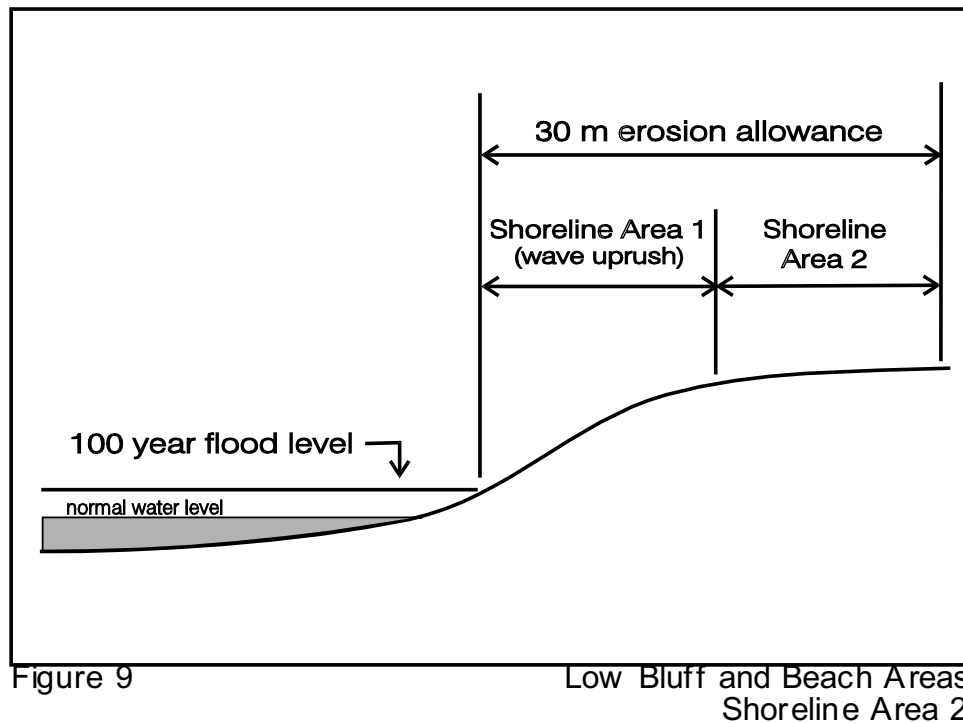 30 m erosion allowance
Shoreline Area 1
(wave uprush)
Shoreline
Area 2
100 year flood level
normal water level
Figure 9
Low Bluff and Beach Areas
Shoreline Area 2